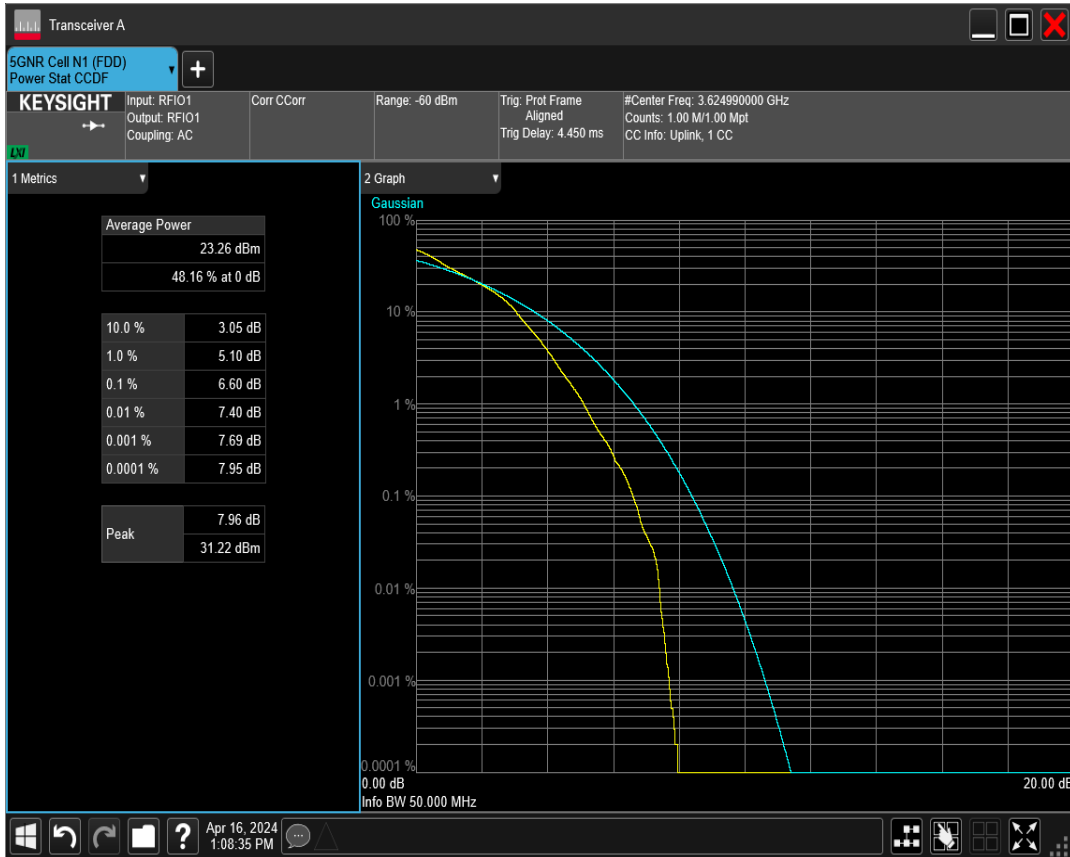 Transceiver A
5GNR Cell N1 (FDD)
Power Stat CCDF
KEYSIGHT
LXI
Input: RFIO1
Output: RFIO1
Coupling: AC
Corr CCorr
Range: -60 dBm
Trig: Prot Frame
Aligned
Trig Delay: 4.450 ms
#Center Freq: 3.624990000 GHz
Counts: 1.00 M/1.00 Mpt
CC Info: Uplink, 1 CC
1 Metrics
Average Power
23.26 dBm
48.16 % at 0 dB
10.0 % 3.05 dB
1.0 % 5.10 dB
0.1 % 6.60 dB
0.01 % 7.40 dB
0.001 % 7.69 dB
0.0001 % 7.95 dB
Peak
7.96 dB
31.22 dBm
2 Graph
Gaussian
100 %
10 %
1 %
0.1 %
0.01 %
0.001 %
0.0001 %
0.00 dB 20.00 dB
Info BW 50.000 MHz
?
Apr 16, 2024
1:08:35 PM